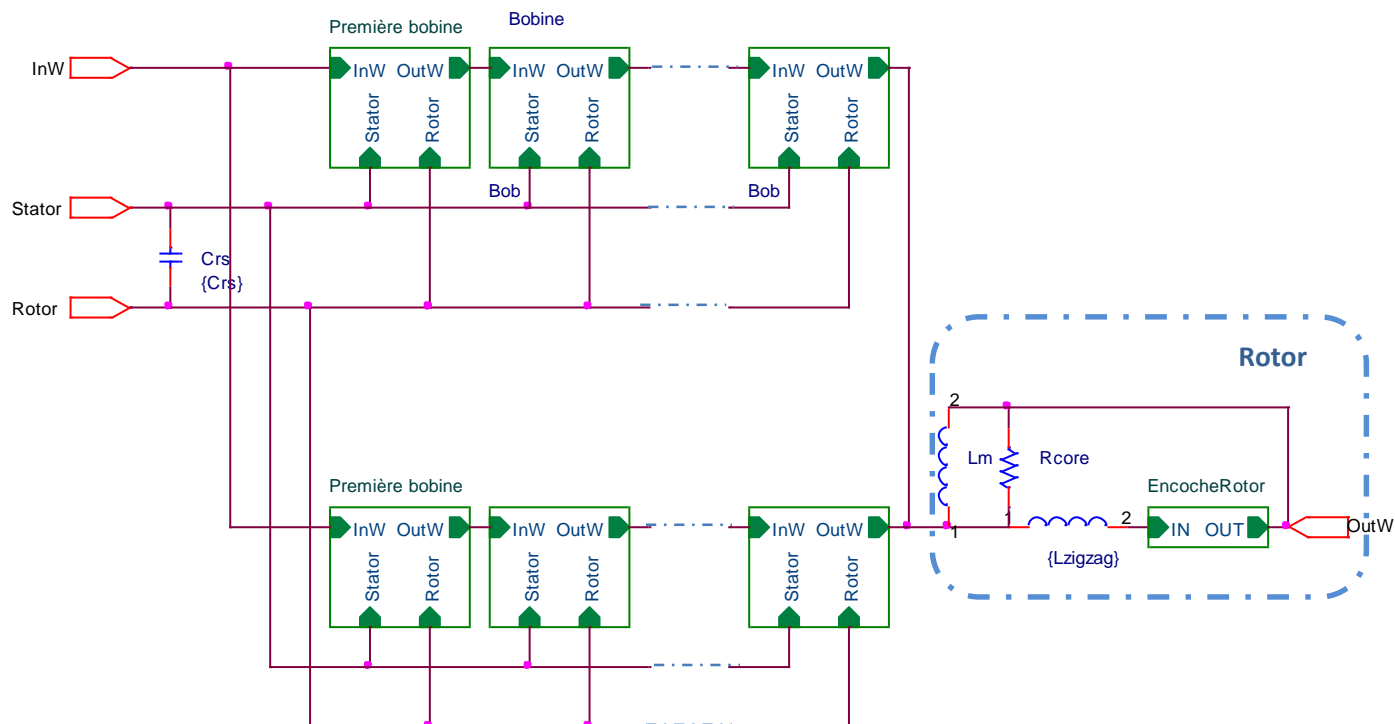 Première bobine
Bobine
InW
InW OutW
InW OutW
InW OutW
Stator
Rotor
Stator
Rotor
Stator
Rotor
Stator
Bob
Bob
Crs
{Crs}
Rotor
Rotor
2
Lm
Rcore
Première bobine
EncocheRotor
InW OutW
InW OutW
InW OutW
1
1
2
IN OUT
OutW
{Lzigzag}
Stator
Rotor
Stator
Rotor
Stator
Rotor